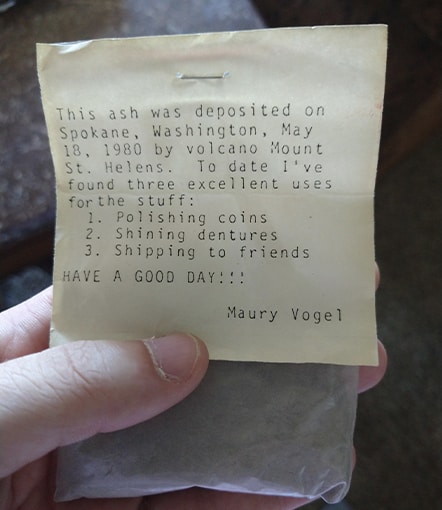 This ash was deposited on
Spokane, Washington, May
18, 1980 by volcano Mount
St. Helens.  To date I've
found three excellent uses
for the stuff:
1. Polishing coins
2. Shining dentures
3. Shipping to friends
HAVE A GOOD DAY!!!
Maury Vogel